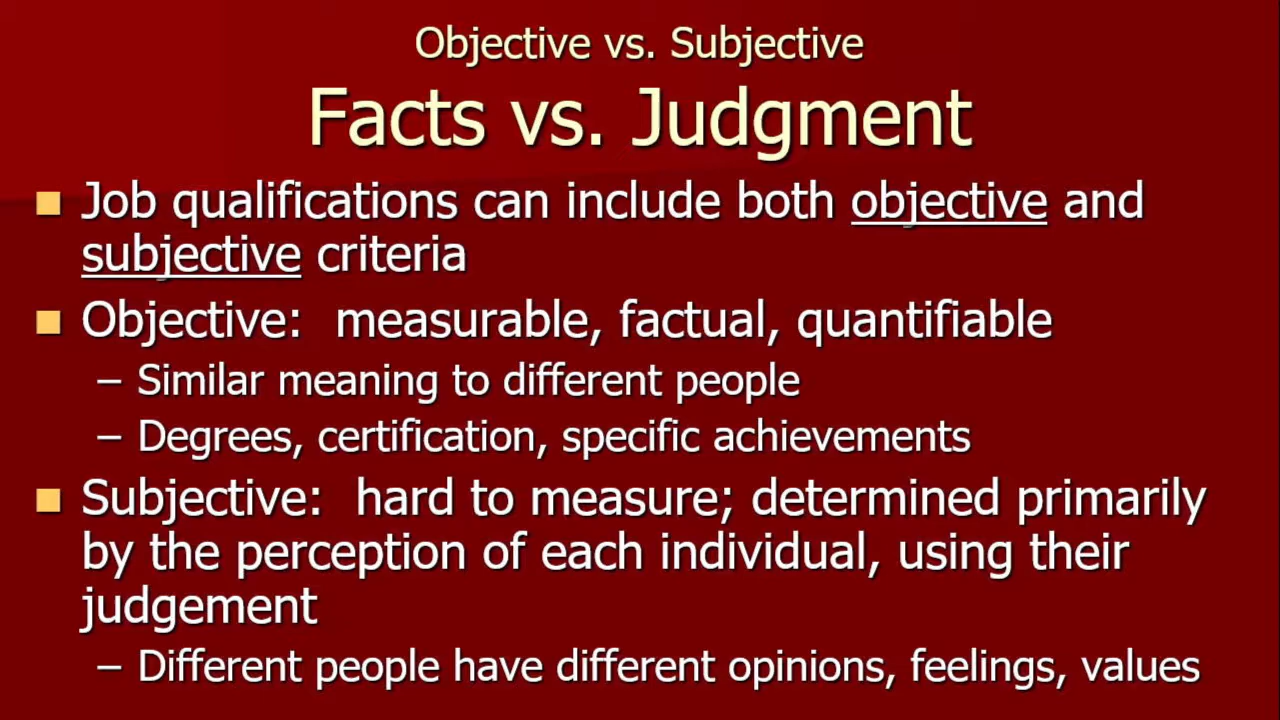 Objective vs. Subjective
Facts vs. Judgment
■ Job qualifications can include both objective and
subjective criteria
■ Objective:  measurable, factual, quantifiable
– Similar meaning to different people
– Degrees, certification, specific achievements
■ Subjective:  hard to measure; determined primarily
by the perception of each individual, using their
judgement
– Different people have different opinions, feelings, values